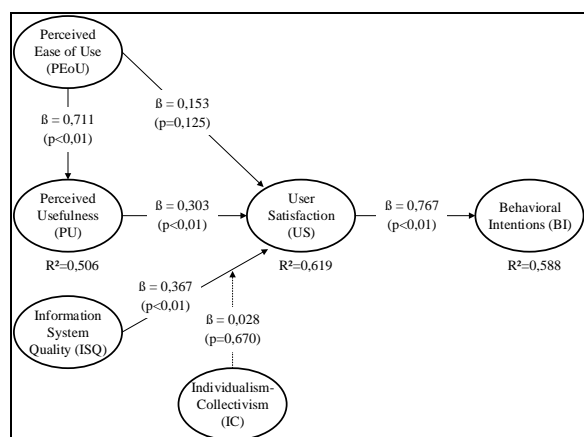 Perceived
Ease of Use
(PEoU)
ß = 0,711
(p<0,01)
ß = 0,153
(p=0,125)
Perceived
Usefulness
(PU)
R²=0,506
ß = 0,303
(p<0,01)
User
Satisfaction
(US)
R²=0,619
ß = 0,767
(p<0,01)
Behavioral
Intentions (BI)
R²=0,588
ß = 0,367
(p<0,01)
Information
System
Quality (ISQ)
ß = 0,028
(p=0,670)
Individualism-
Collectivism
(IC)